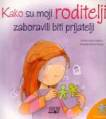 Kako su moji roditelji
zaboravili biti prijatelji